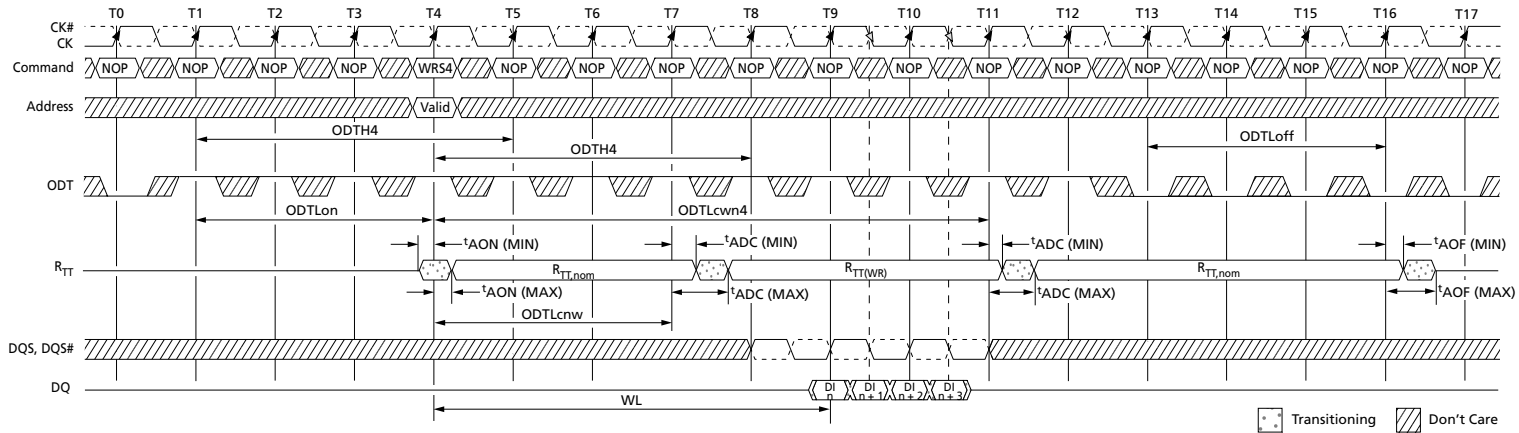 T0 T1 T2 T3 T4 T5 T6 T7 T8 T9 T10 T11 T12 T13 T14 T15 T16 T17
CK#
CK
Command NOP NOP NOP NOP WRS4 NOP NOP NOP NOP NOP NOP NOP NOP NOP NOP NOP NOP NOP
Address Valid
ODTH4 ODTLoff
ODTH4
ODT
ODTLon ODTLcwn4
tAON (MIN) tADC (MIN) tADC (MIN) tAOF (MIN)
RTT RTT,nom RTT(WR) RTT,nom
tAON (MAX) tADC (MAX) tADC (MAX) tAOF (MAX)
ODTLcnw
DQS, DQS#
DQ DI n DI n + 1 DI n + 2 DI n + 3
WL
Transitioning Don't Care